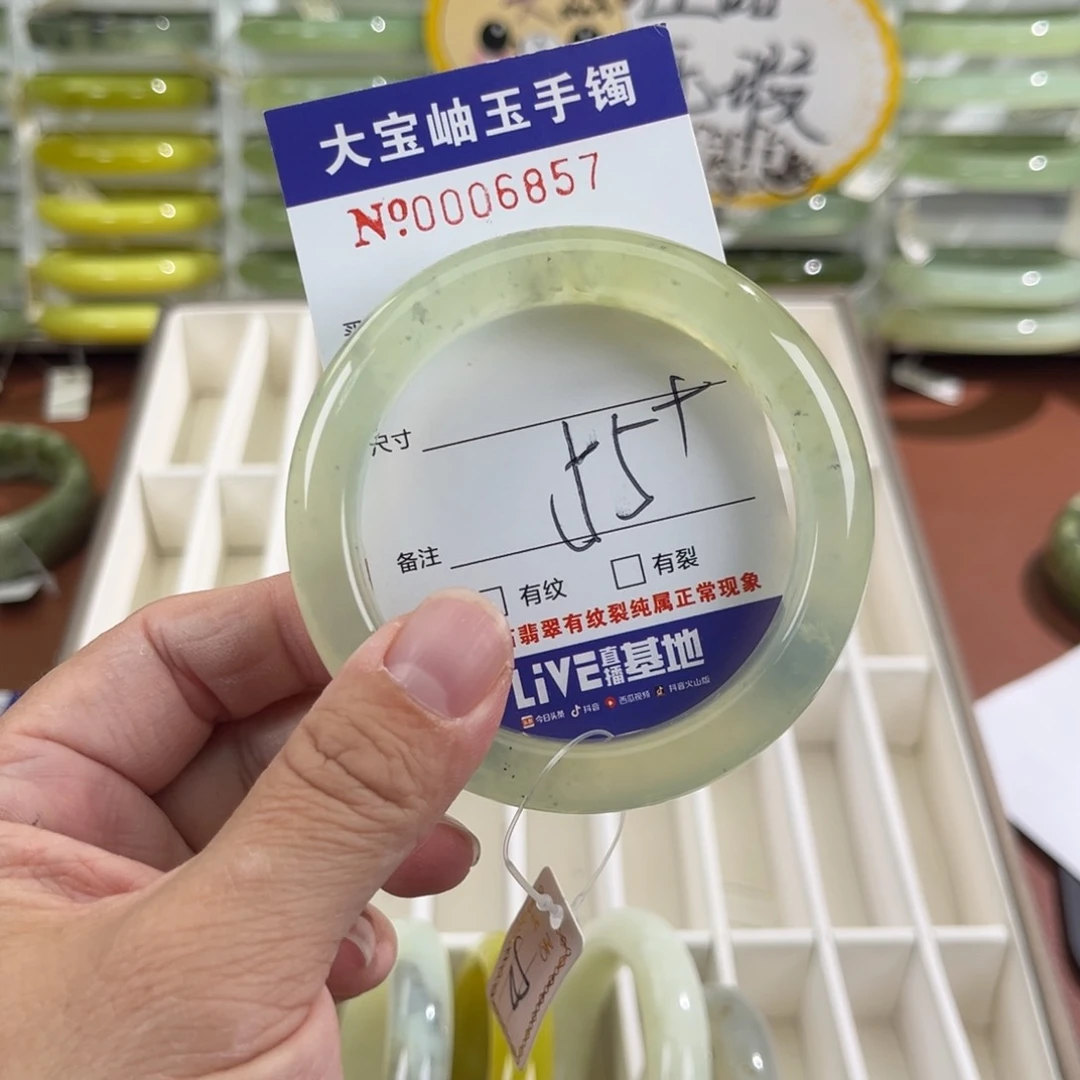 大宝岫玉手镯
No.0006857
尺寸 55+
备注
有纹 □有裂
翡翠有纹裂纯属正常现象
LiVE直播基地
今日头条 抖音 西瓜视频 抖音火山版